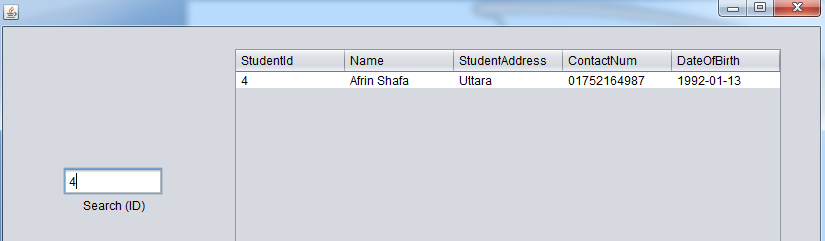 StudentId Name StudentAddress ContactNum DateOfBirth
4 Afrin Shafa Uttara 01752164987 1992-01-13
4
Search (ID)